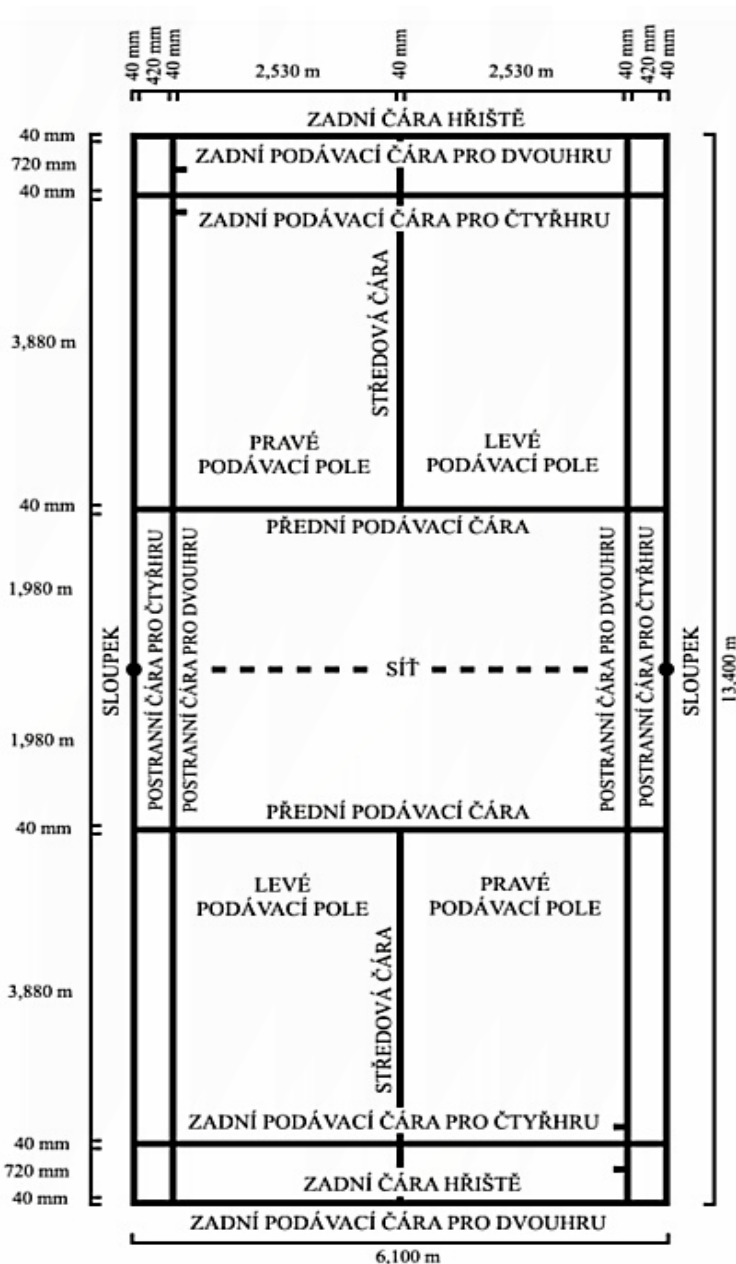 40 mm
420 mm
40 mm
2,530 m
40 mm
2,530 m
40 mm
420 mm
40 mm
ZADNÍ ČÁRA HŘIŠTĚ
40 mm
ZADNÍ PODÁVACÍ ČÁRA PRO DVOUHRU
720 mm
40 mm
ZADNÍ PODÁVACÍ ČÁRA PRO ČTYŘHRU
STŘEDOVÁ ČÁRA
3,880 m
PRAVÉ
PODÁVACÍ POLE
LEVÉ
PODÁVACÍ POLE
40 mm
PŘEDNÍ PODÁVACÍ ČÁRA
1,980 m
SLOUPEK
POSTRANNÍ ČÁRA PRO ČTYŘHRU
POSTRANNÍ ČÁRA PRO DVOUHRU
SÍŤ
POSTRANNÍ ČÁRA PRO DVOUHRU
POSTRANNÍ ČÁRA PRO ČTYŘHRU
SLOUPEK
13,400 m
1,980 m
PŘEDNÍ PODÁVACÍ ČÁRA
40 mm
LEVÉ
PODÁVACÍ POLE
PRAVÉ
PODÁVACÍ POLE
STŘEDOVÁ ČÁRA
3,880 m
ZADNÍ PODÁVACÍ ČÁRA PRO ČTYŘHRU
40 mm
720 mm
ZADNÍ ČÁRA HŘIŠTĚ
40 mm
ZADNÍ PODÁVACÍ ČÁRA PRO DVOUHRU
6,100 m